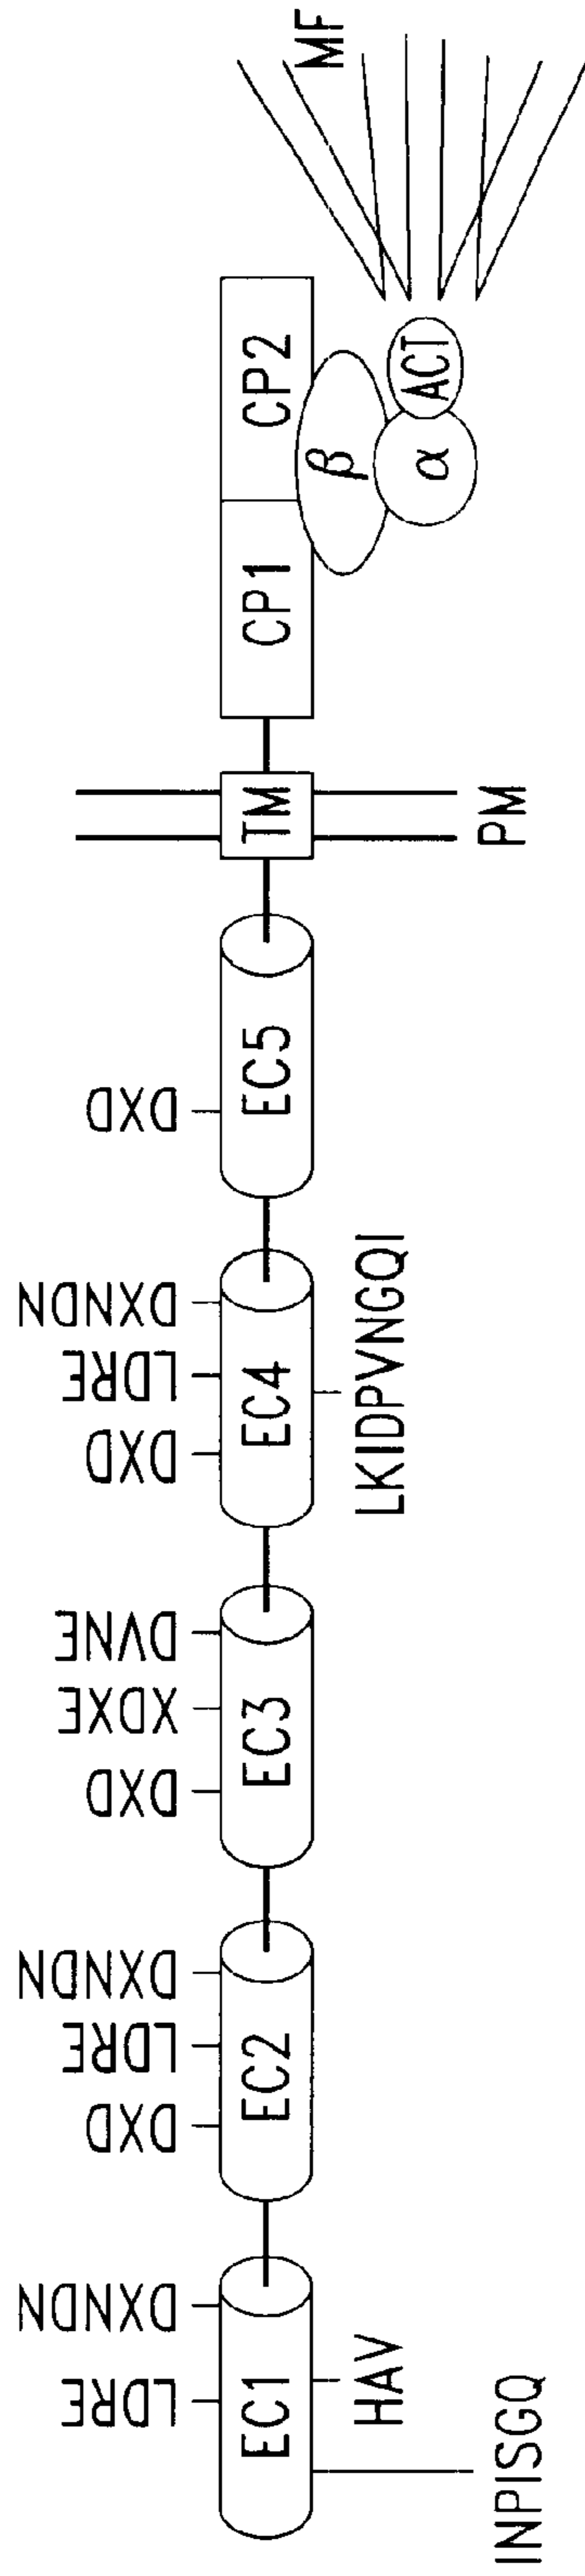 LDRE
DXNDN
DXD
LDRE
DXNDN
DXD
XDXE
DVNE
DXD
LDRE
DXNDN
DXD
EC1
EC2
EC3
EC4
EC5
TM
CP1
CP2
β
α
ACT
MF
HAV
LKIDPVNGQI
PM
INPISGQ